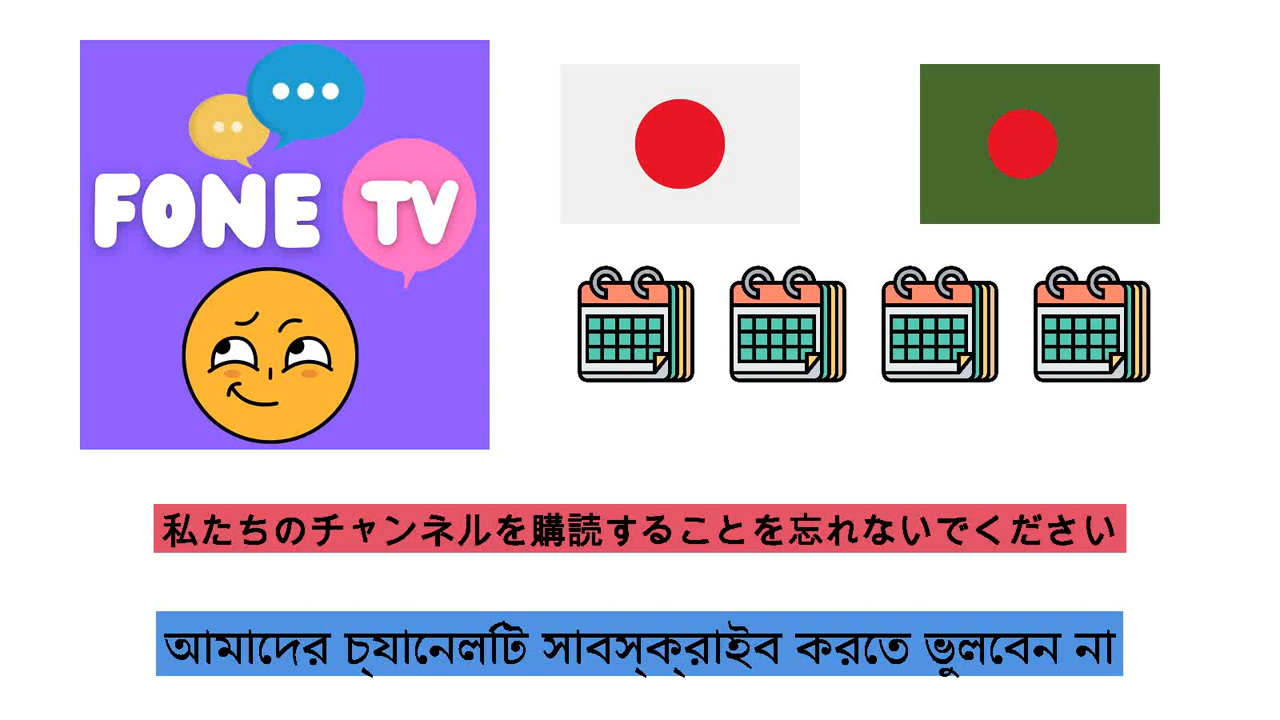 FONE TV
私たちのチャンネルを購読することを忘れないでください
আমাদের চ্‌যানেলটি সাবস্‌ক্‌রাইব করতে ভুলবেন না